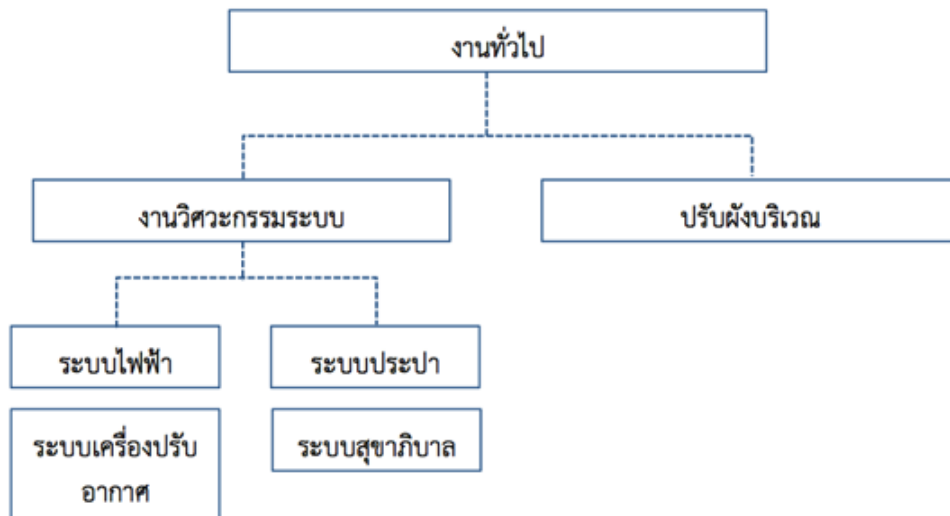 งานทั่วไป
งานวิศวะกรรมระบบ
ปรับผังบริเวณ
ระบบไฟฟ้า
ระบบประปา
ระบบเครื่องปรับ
อากาศ
ระบบสุขาภิบาล